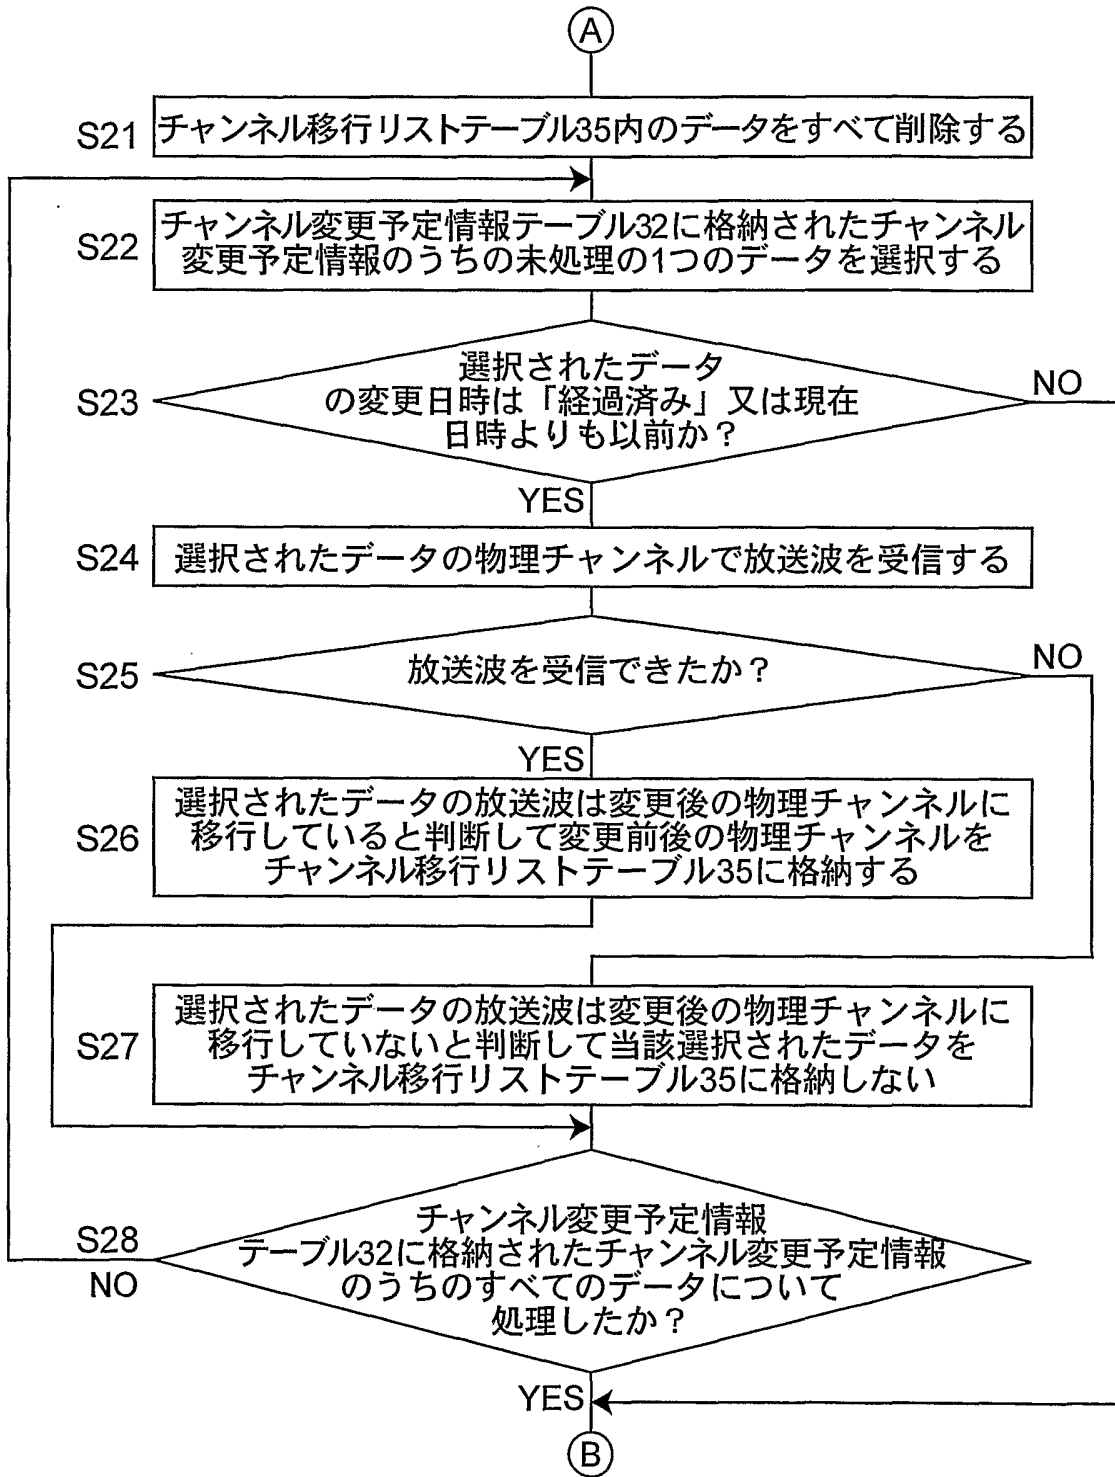 A
S21
チャンネル移行リストテーブル35内のデータをすべて削除する
S22
チャンネル変更予定情報テーブル32に格納されたチャンネル
変更予定情報のうちの未処理の1つのデータを選択する
S23
選択されたデータ
の変更日時は「経過済み」又は現在
日時よりも以前か？
NO
YES
S24
選択されたデータの物理チャンネルで放送波を受信する
S25
放送波を受信できたか？
NO
YES
S26
選択されたデータの放送波は変更後の物理チャンネルに
移行していると判断して変更前後の物理チャンネルを
チャンネル移行リストテーブル35に格納する
S27
選択されたデータの放送波は変更後の物理チャンネルに
移行していないと判断して当該選択されたデータを
チャンネル移行リストテーブル35に格納しない
S28
NO
チャンネル変更予定情報
テーブル32に格納されたチャンネル変更予定情報
のうちのすべてのデータについて
処理したか？
YES
B